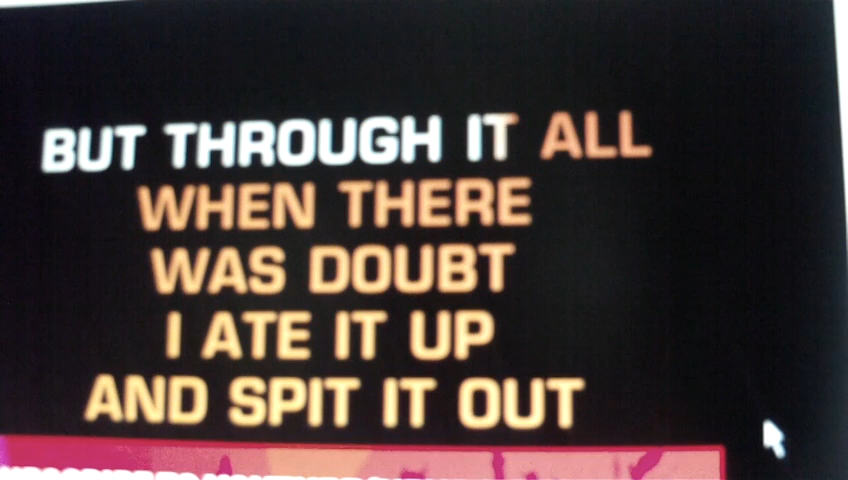 BUT THROUGH IT ALL
WHEN THERE
WAS DOUBT
I ATE IT UP
AND SPIT IT OUT